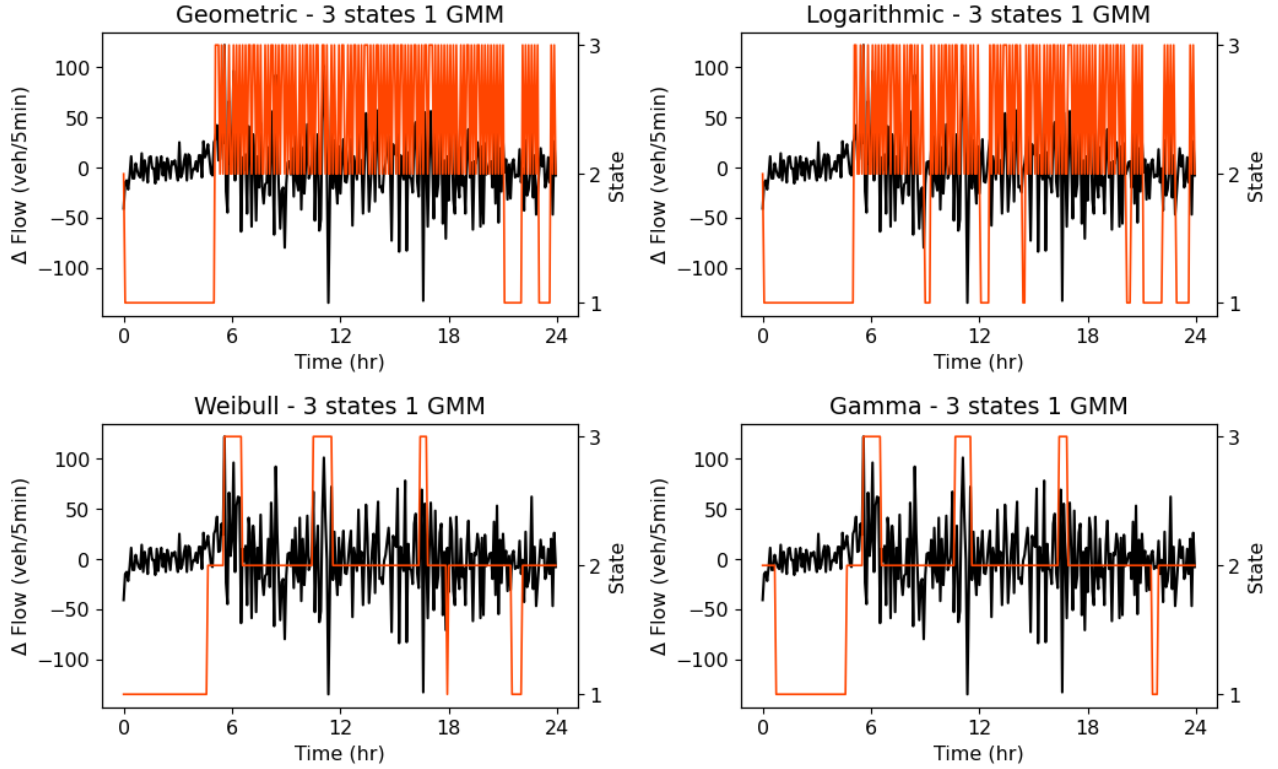 Geometric - 3 states 1 GMM
100
50
0
−50
−100
Δ Flow (veh/5min)
3
2
1
State
0 6 12 18 24
Time (hr)
Logarithmic - 3 states 1 GMM
100
50
0
−50
−100
Δ Flow (veh/5min)
3
2
1
State
0 6 12 18 24
Time (hr)
Weibull - 3 states 1 GMM
100
50
0
−50
−100
Δ Flow (veh/5min)
3
2
1
State
0 6 12 18 24
Time (hr)
Gamma - 3 states 1 GMM
100
50
0
−50
−100
Δ Flow (veh/5min)
3
2
1
State
0 6 12 18 24
Time (hr)